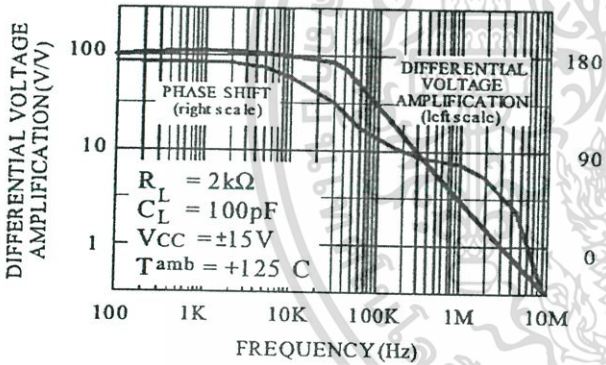 DIFFERENTIAL VOLTAGE
AMPLIFICATION(V/V)
100
10
1
180
90
0
PHASE SHIFT
(right scale)
DIFFERENTIAL
VOLTAGE
AMPLIFICATION
(left scale)
RL = 2kΩ
CL = 100pF
VCC = ±15V
Tamb = +125 C
100 1K 10K 100K 1M 10M
FREQUENCY(Hz)